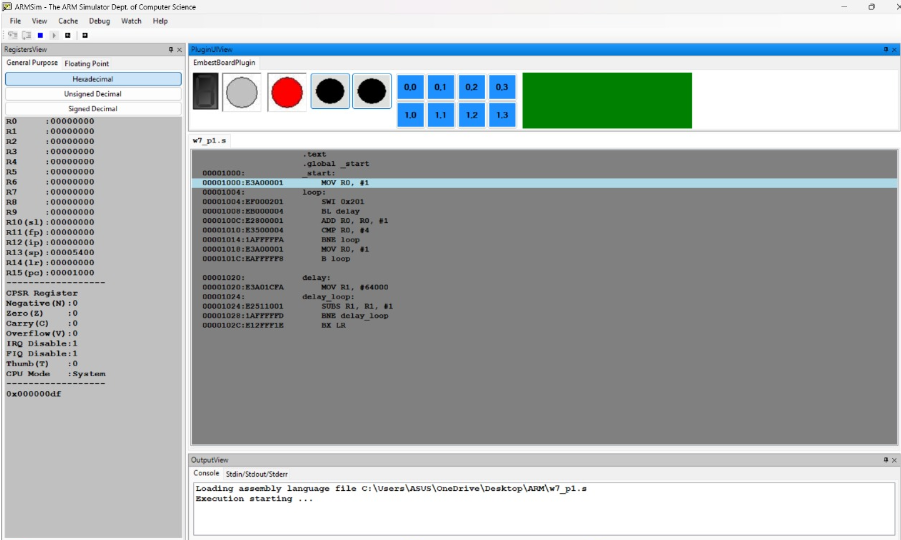 ARMSim - The ARM Simulator Dept. of Computer Science
File View Cache Debug Watch Help
RegistersView
General Purpose Floating Point
Hexadecimal
Unsigned Decimal
Signed Decimal
R0 :00000000
R1 :00000000
R2 :00000000
R3 :00000000
R4 :00000000
R5 :00000000
R6 :00000000
R7 :00000000
R8 :00000000
R9 :00000000
R10(sl):00000000
R11(fp):00000000
R12(ip):00000000
R13(sp):00005400
R14(lr):00000000
R15(pc):00001000
------------------
CPSR Register
Negative(N):0
Zero(Z) :0
Carry(C) :0
Overflow(V):0
IRQ Disable:1
FIQ Disable:1
Thumb(T) :0
CPU Mode :System
------------------
0x000000df
PluginUIView
EmbestBoardPlugin
0,0 0,1 0,2 0,3
1,0 1,1 1,2 1,3
w7_p1.s
.text
.global _start
00001000: _start:
00001000:E3A00001 MOV R0, #1
00001004: loop:
00001004:EF000201 SWI 0x201
00001008:EB000004 BL delay
0000100C:E2800001 ADD R0, R0, #1
00001010:E3500004 CMP R0, #4
00001014:1AFFFFFA BNE loop
00001018:E3A00001 MOV R0, #1
0000101C:EAFFFFF8 B loop
00001020: delay:
00001020:E3A01CFA MOV R1, #64000
00001024: delay_loop:
00001024:E2511001 SUBS R1, R1, #1
00001028:1AFFFFFD BNE delay_loop
0000102C:E12FFF1E BX LR
OutputView
Console Stdin/Stdout/Stderr
Loading assembly language file C:\Users\ASUS\OneDrive\Desktop\ARM\w7_p1.s
Execution starting ...